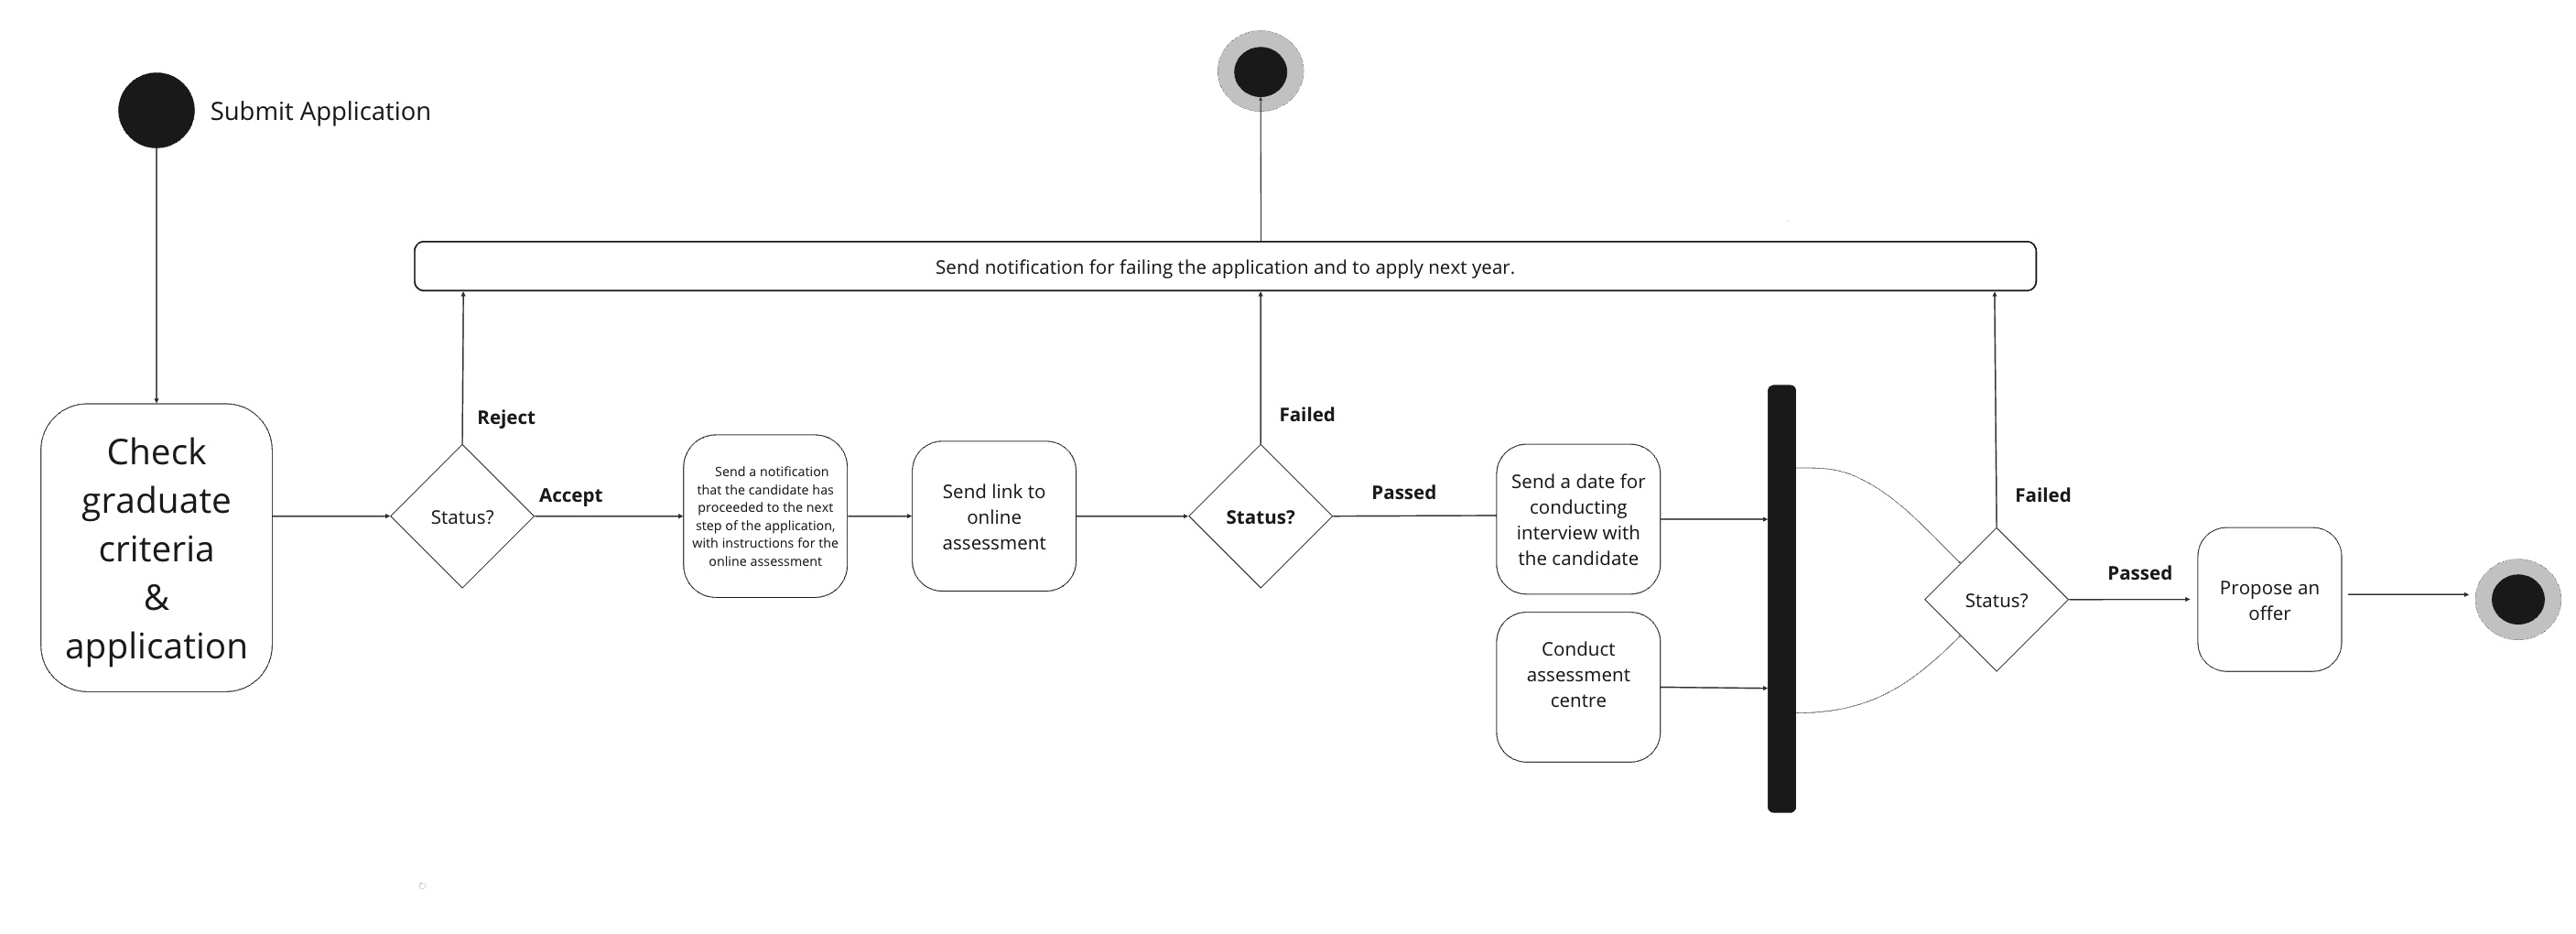 Submit Application
Send notification for failing the application and to apply next year.
Check
graduate
criteria
&
application
Status?
Reject
Accept
Send a notification
that the candidate has
proceeded to the next
step of the application,
with instructions for the
online assessment
Send link to
online
assessment
Status?
Failed
Passed
Send a date for
conducting
interview with
the candidate
Conduct
assessment
centre
Status?
Failed
Passed
Propose an
offer